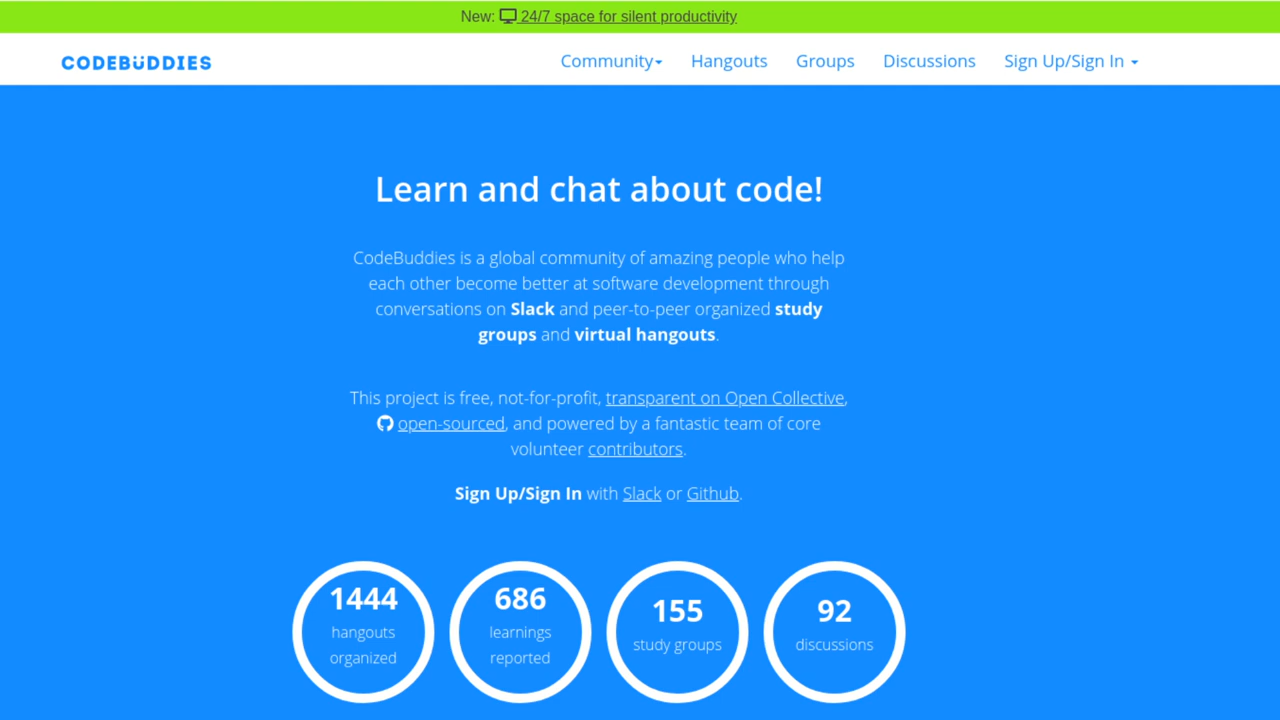 New: 24/7 space for silent productivity
CODEBUDDIES
Community Hangouts Groups Discussions Sign Up/Sign In
Learn and chat about code!
CodeBuddies is a global community of amazing people who help
each other become better at software development through
conversations on Slack and peer-to-peer organized study
groups and virtual hangouts.
This project is free, not-for-profit, transparent on Open Collective,
open-sourced, and powered by a fantastic team of core
volunteer contributors.
Sign Up/Sign In with Slack or Github.
1444
hangouts
organized
686
learnings
reported
155
study groups
92
discussions